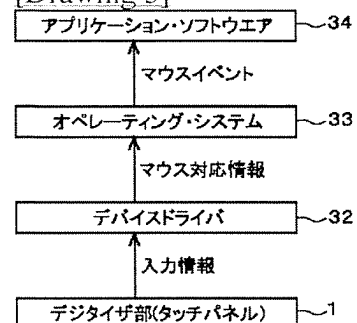 [Drawing 3]
アプリケーション・ソフトウエア 34
マウスイベント
オペレーティング・システム 33
マウス対応情報
デバイスドライバ 32
入力情報
デジタイザ部(タッチパネル) 1